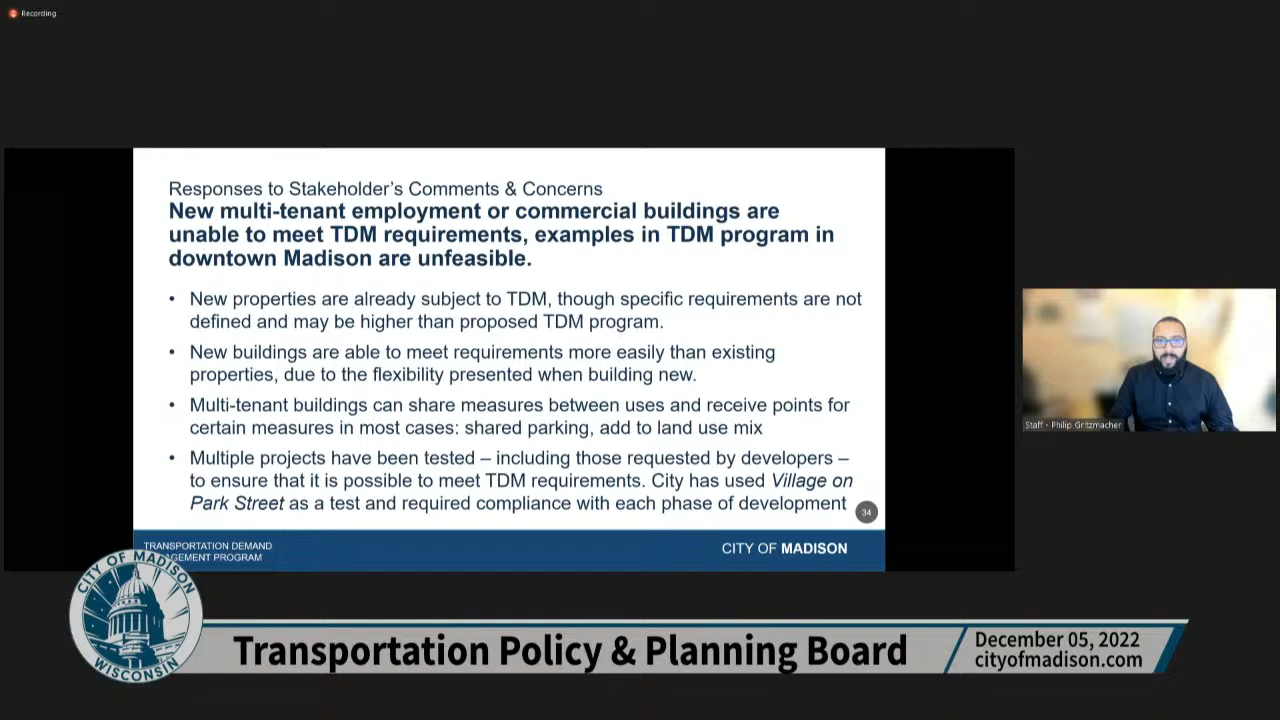 Recording
Responses to Stakeholder's Comments & Concerns
New multi-tenant employment or commercial buildings are
unable to meet TDM requirements, examples in TDM program in
downtown Madison are unfeasible.
• New properties are already subject to TDM, though specific requirements are not
defined and may be higher than proposed TDM program.
• New buildings are able to meet requirements more easily than existing
properties, due to the flexibility presented when building new.
• Multi-tenant buildings can share measures between uses and receive points for
certain measures in most cases: shared parking, add to land use mix
• Multiple projects have been tested – including those requested by developers –
to ensure that it is possible to meet TDM requirements. City has used Village on
Park Street as a test and required compliance with each phase of development
34
TRANSPORTATION DEMAND
AGEMENT PROGRAM
CITY OF MADISON
Staff - Philip Gritzmacher
CITY OF MADISON
WISCONSIN
Transportation Policy & Planning Board
December 05, 2022
cityofmadison.com